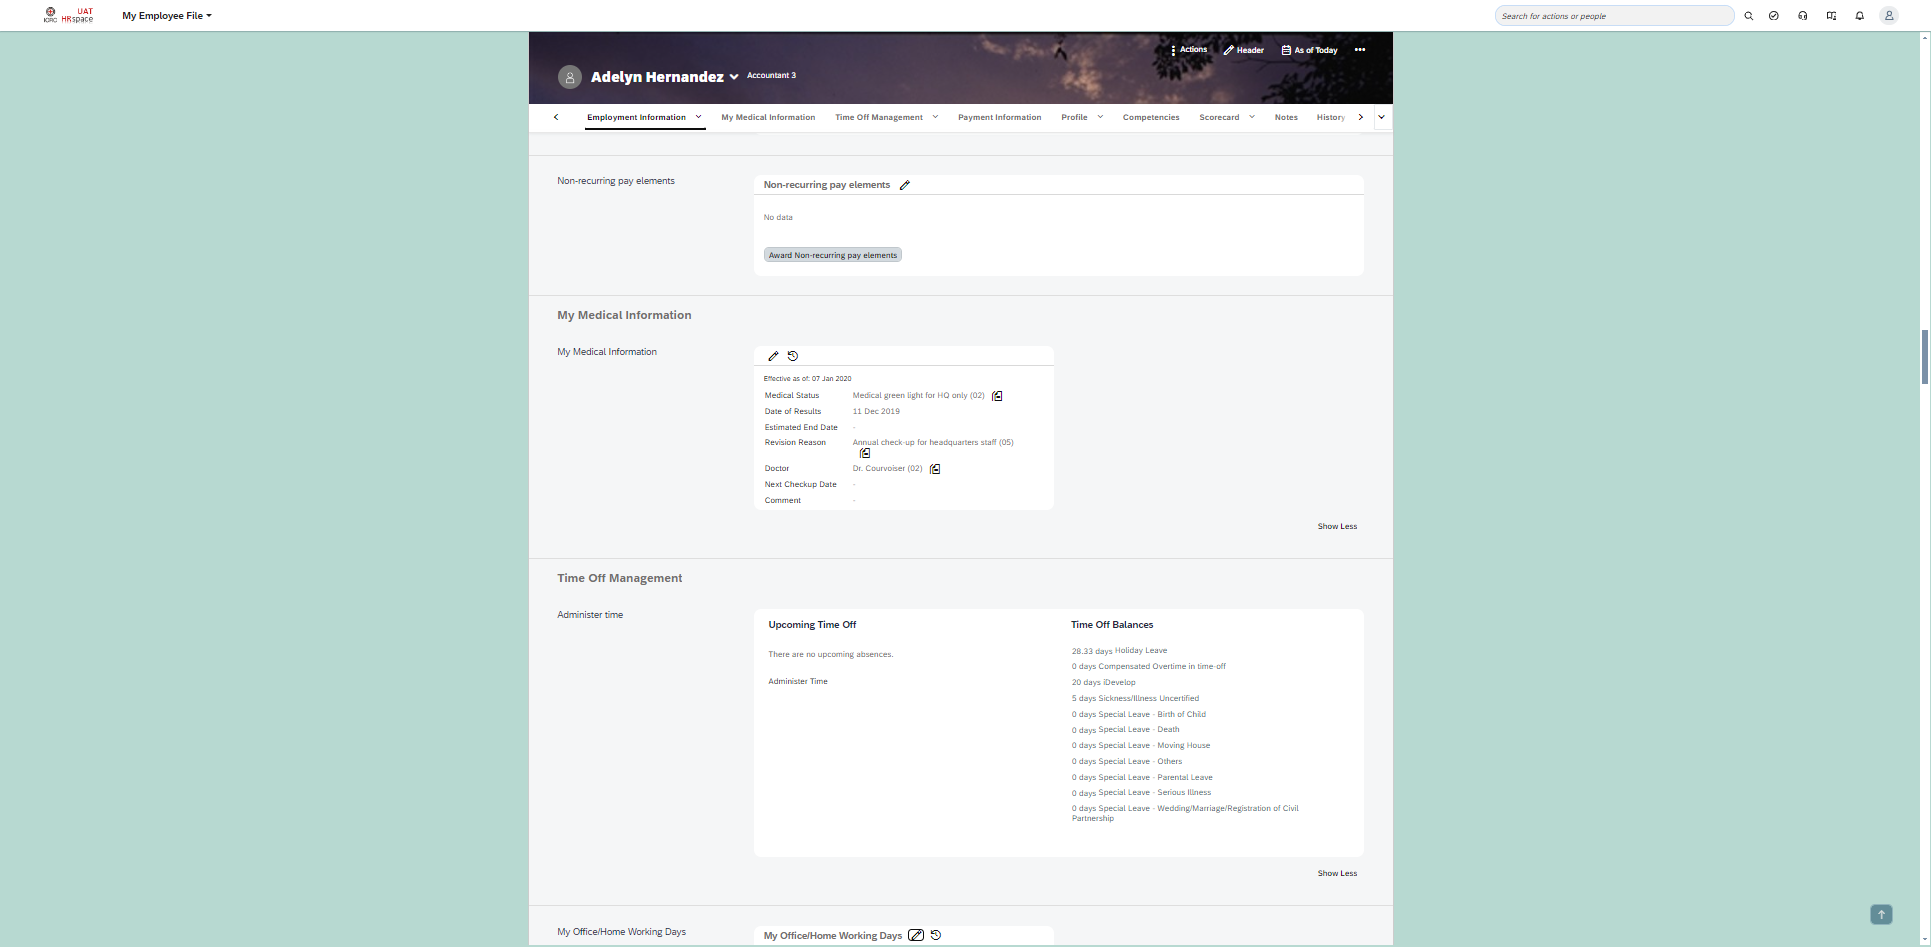 ICRC
UAT
HRspace
My Employee File
Search for actions or people
Actions
Header
As of Today
Adelyn Hernandez
Accountant 3
Employment Information
My Medical Information
Time Off Management
Payment Information
Profile
Competencies
Scorecard
Notes
History
Non-recurring pay elements
Non-recurring pay elements
No data
Award Non-recurring pay elements
My Medical Information
My Medical Information
Effective as of: 07 Jan 2020
Medical Status Medical green light for HQ only (02)
Date of Results 11 Dec 2019
Estimated End Date -
Revision Reason Annual check-up for headquarters staff (05)
Doctor Dr. Courvoiser (02)
Next Checkup Date -
Comment -
Show Less
Time Off Management
Administer time
Upcoming Time Off
There are no upcoming absences.
Administer Time
Time Off Balances
28.33 days Holiday Leave
0 days Compensated Overtime in time-off
20 days iDevelop
5 days Sickness/Illness Uncertified
0 days Special Leave - Birth of Child
0 days Special Leave - Death
0 days Special Leave - Moving House
0 days Special Leave - Others
0 days Special Leave - Parental Leave
0 days Special Leave - Serious Illness
0 days Special Leave - Wedding/Marriage/Registration of Civil
Partnership
Show Less
My Office/Home Working Days
My Office/Home Working Days